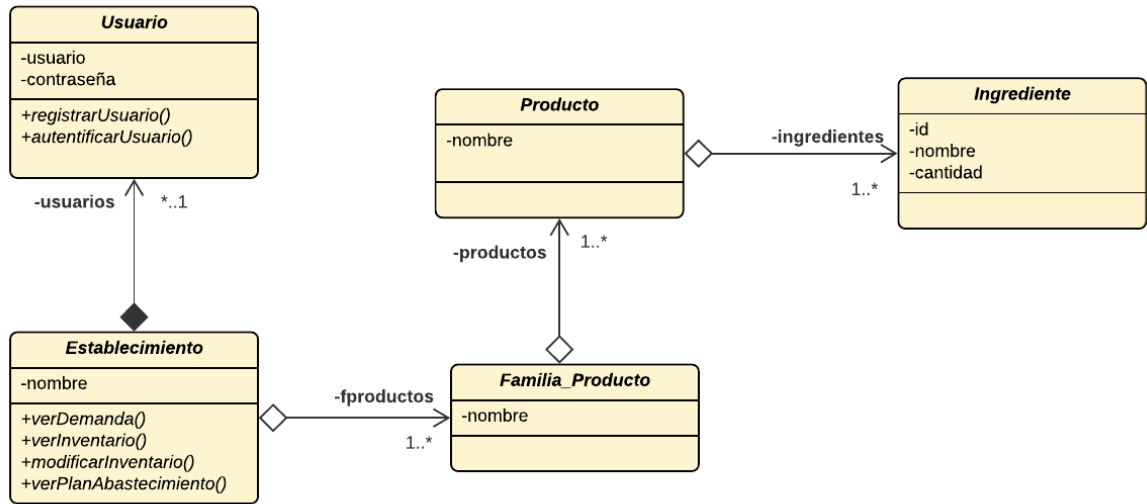 Usuario
-usuario
-contraseña
+registrarUsuario()
+autentificarUsuario()
-usuarios
*..1
Producto
-nombre
-ingredientes
1..*
Ingrediente
-id
-nombre
-cantidad
-productos
1..*
Establecimiento
-nombre
+verDemanda()
+verInventario()
+modificarInventario()
+verPlanAbastecimiento()
-fproductos
1..*
Familia_Producto
-nombre